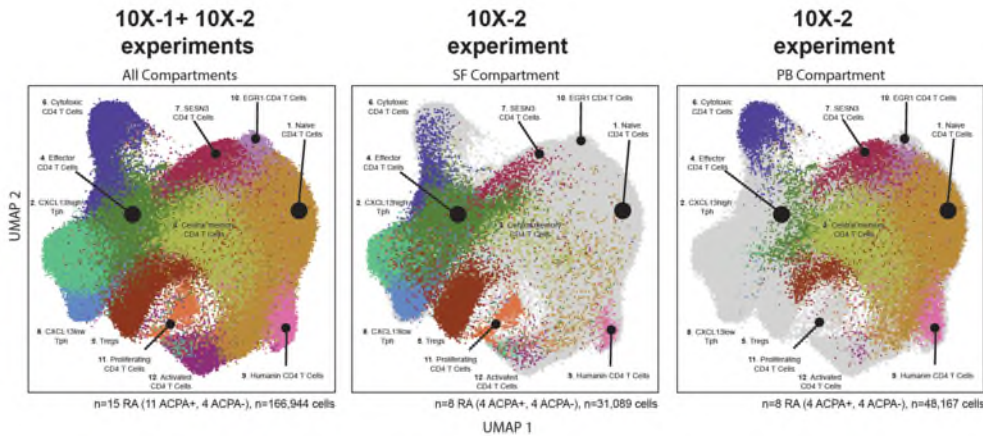 10X-1+ 10X-2
experiments
All Compartments
10X-2
experiment
SF Compartment
10X-2
experiment
PB Compartment
UMAP 2
6. Cytotoxic
CD4 T Cells
7. SESN3
CD4 T Cells
10. EGR1 CD4 T Cells
1. Naive
CD4 T Cells
4. Effector
CD4 T Cells
2. CXCL13high
Tph
3. Central memory
CD4 T Cells
8. CXCL13low
Tph
5. Tregs
11. Proliferating
CD4 T Cells
12. Activated
CD4 T Cells
9. Humanin CD4 T Cells
n=15 RA (11 ACPA+, 4 ACPA-), n=166,944 cells
6. Cytotoxic
CD4 T Cells
7. SESN3
CD4 T Cells
10. EGR1 CD4 T Cells
1. Naive
CD4 T Cells
4. Effector
CD4 T Cells
2. CXCL13high
Tph
3. Central memory
CD4 T Cells
8. CXCL13low
Tph
5. Tregs
11. Proliferating
CD4 T Cells
12. Activated
CD4 T Cells
9. Humanin CD4 T Cells
n=8 RA (4 ACPA+, 4 ACPA-), n=31,089 cells
6. Cytotoxic
CD4 T Cells
7. SESN3
CD4 T Cells
10. EGR1 CD4 T Cells
1. Naive
CD4 T Cells
4. Effector
CD4 T Cells
2. CXCL13high
Tph
3. Central memory
CD4 T Cells
8. CXCL13low
Tph
5. Tregs
11. Proliferating
CD4 T Cells
12. Activated
CD4 T Cells
9. Humanin CD4 T Cells
n=8 RA (4 ACPA+, 4 ACPA-), n=48,167 cells
UMAP 1